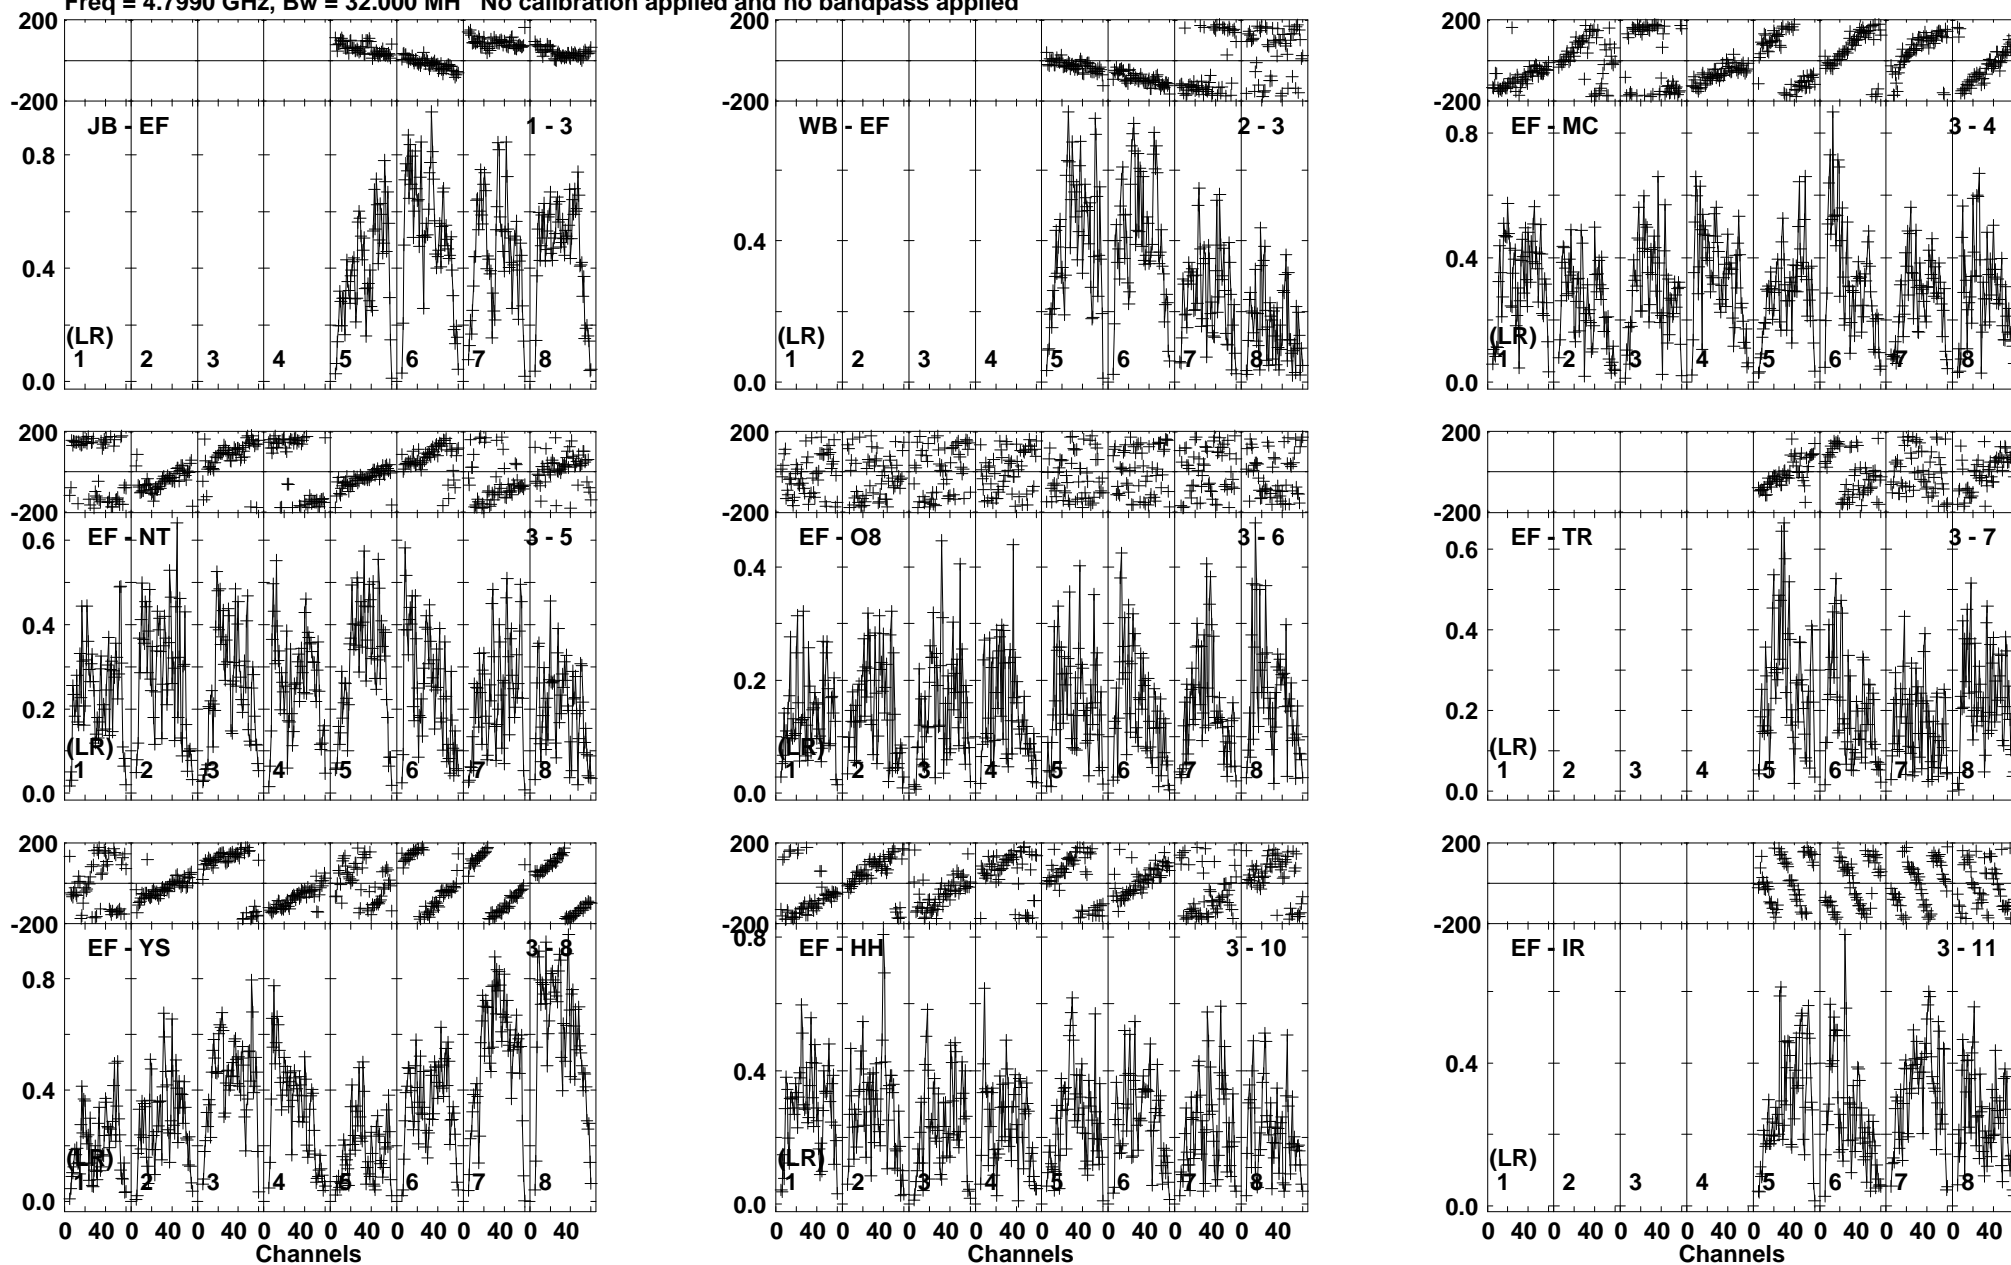 Freq = 4.7990 GHz, Bw = 32.000 MH No calibration applied and no bandpass applied
200 200 200
-200 -200 -200
JB - EF 1 - 3 WB - EF 2 - 3 EF - MC 3 - 4
0.8 0.8
0.4 0.4 0.4
(LR) (LR) (LR)
1 2 3 4 5 6 7 8 1 2 3 4 5 6 7 8 1 2 3 4 5 6 7 8
0.0 0.0 0.0
200 200 200
-200 -200 -200
EF - NT 3 - 5 EF - O8 3 - 6 EF - TR 3 - 7
0.6 0.4 0.6
0.4 0.4
0.2 0.2 0.2
(LR) (LR) (LR)
1 2 3 4 5 6 7 8 1 2 3 4 5 6 7 8 1 2 3 4 5 6 7 8
0.0 0.0 0.0
200 200 200
-200 -200 -200
0.8
EF - YS 3 - 8 EF - HH 3 - 10 EF - IR 3 - 11
0.8
0.4 0.4 0.4
(LR) (LR) (LR)
1 2 3 4 5 6 7 8 1 2 3 4 5 6 7 8 1 2 3 4 5 6 7 8
0.0 0.0 0.0
0 40 0 40 0 40 0 40 0 40 0 40 0 40 0 40 0 40 0 40 0 40 0 40 0 40 0 40 0 40 0 40 0 40 0 40 0 40 0 40 0 40 0 40 0 40 0 40
Channels Channels Channels